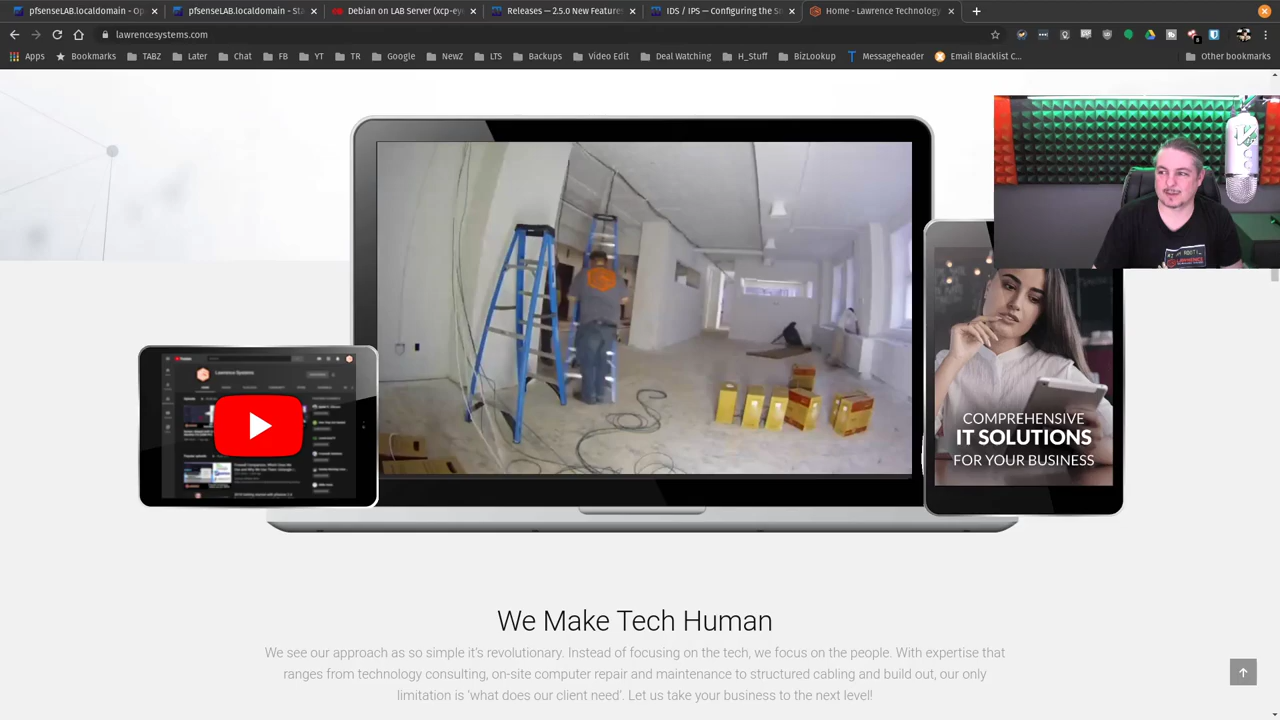 pfsenseLAB.localdomain - Op
pfsenseLAB.localdomain - St
Debian on LAB Server (xcp-ey
Releases — 2.5.0 New Feature
IDS / IPS — Configuring the S
Home - Lawrence Technology
lawrencesystems.com
Apps
Bookmarks
TABZ
Later
Chat
FB
YT
TR
Google
NewZ
LTS
Backups
Video Edit
Deal Watching
H_Stuff
BizLookup
Messageheader
Email Blacklist C...
Other bookmarks
Lawrence Systems
COMPREHENSIVE
IT SOLUTIONS
FOR YOUR BUSINESS
We Make Tech Human
We see our approach as so simple it's revolutionary. Instead of focusing on the tech, we focus on the people. With expertise that
ranges from technology consulting, on-site computer repair and maintenance to structured cabling and build out, our only
limitation is 'what does our client need'. Let us take your business to the next level!